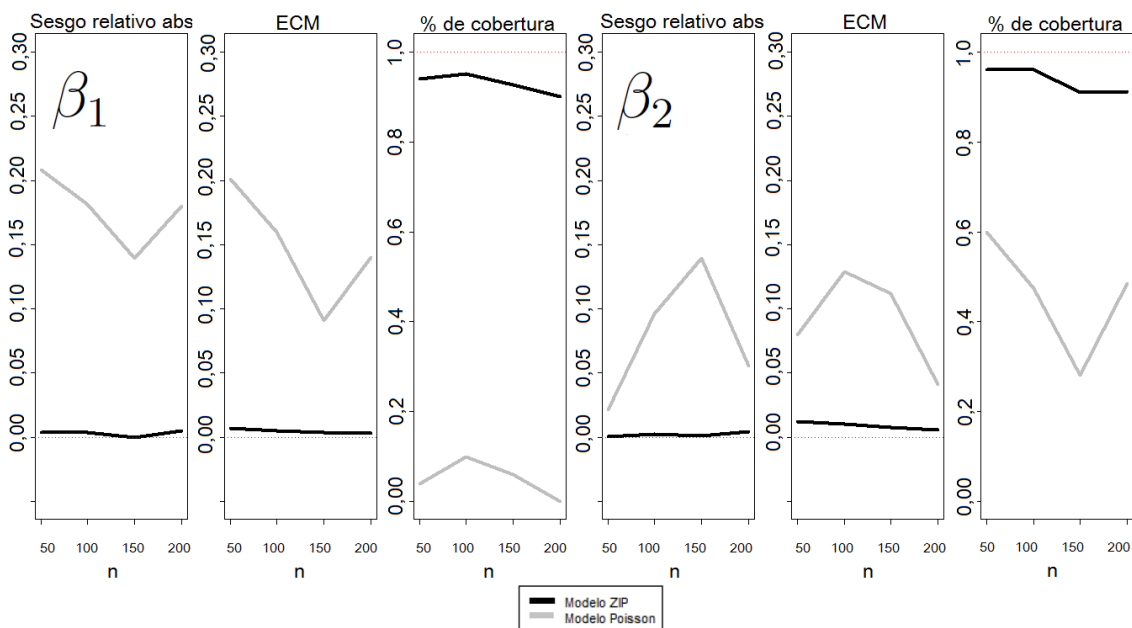 Sesgo relativo abs
ECM
% de cobertura
Sesgo relativo abs
ECM
% de cobertura
β1
β2
0,30
0,25
0,20
0,15
0,10
0,05
0,00
0,30
0,25
0,20
0,15
0,10
0,05
0,00
1,0
0,8
0,6
0,4
0,2
0,00
0,30
0,25
0,20
0,15
0,10
0,05
0,00
0,30
0,25
0,20
0,15
0,10
0,05
0,00
1,0
0,8
0,6
0,4
0,2
0,00
50 100 150 200
50 100 150 200
50 100 150 200
50 100 150 200
50 100 150 200
50 100 150 200
n
n
n
n
n
n
Modelo ZIP
Modelo Poisson